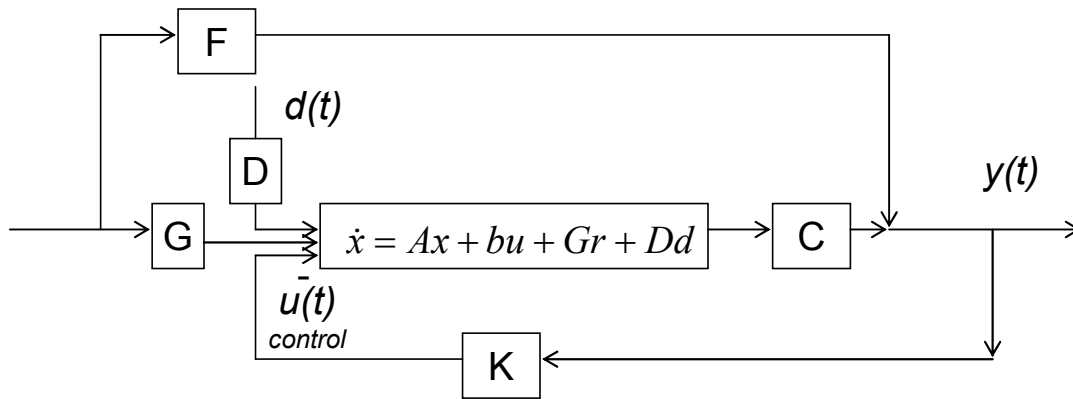 F
d(t)
D
y(t)
G
ẋ = Ax + bu + Gr + Dd
C
-
u(t)
control
K